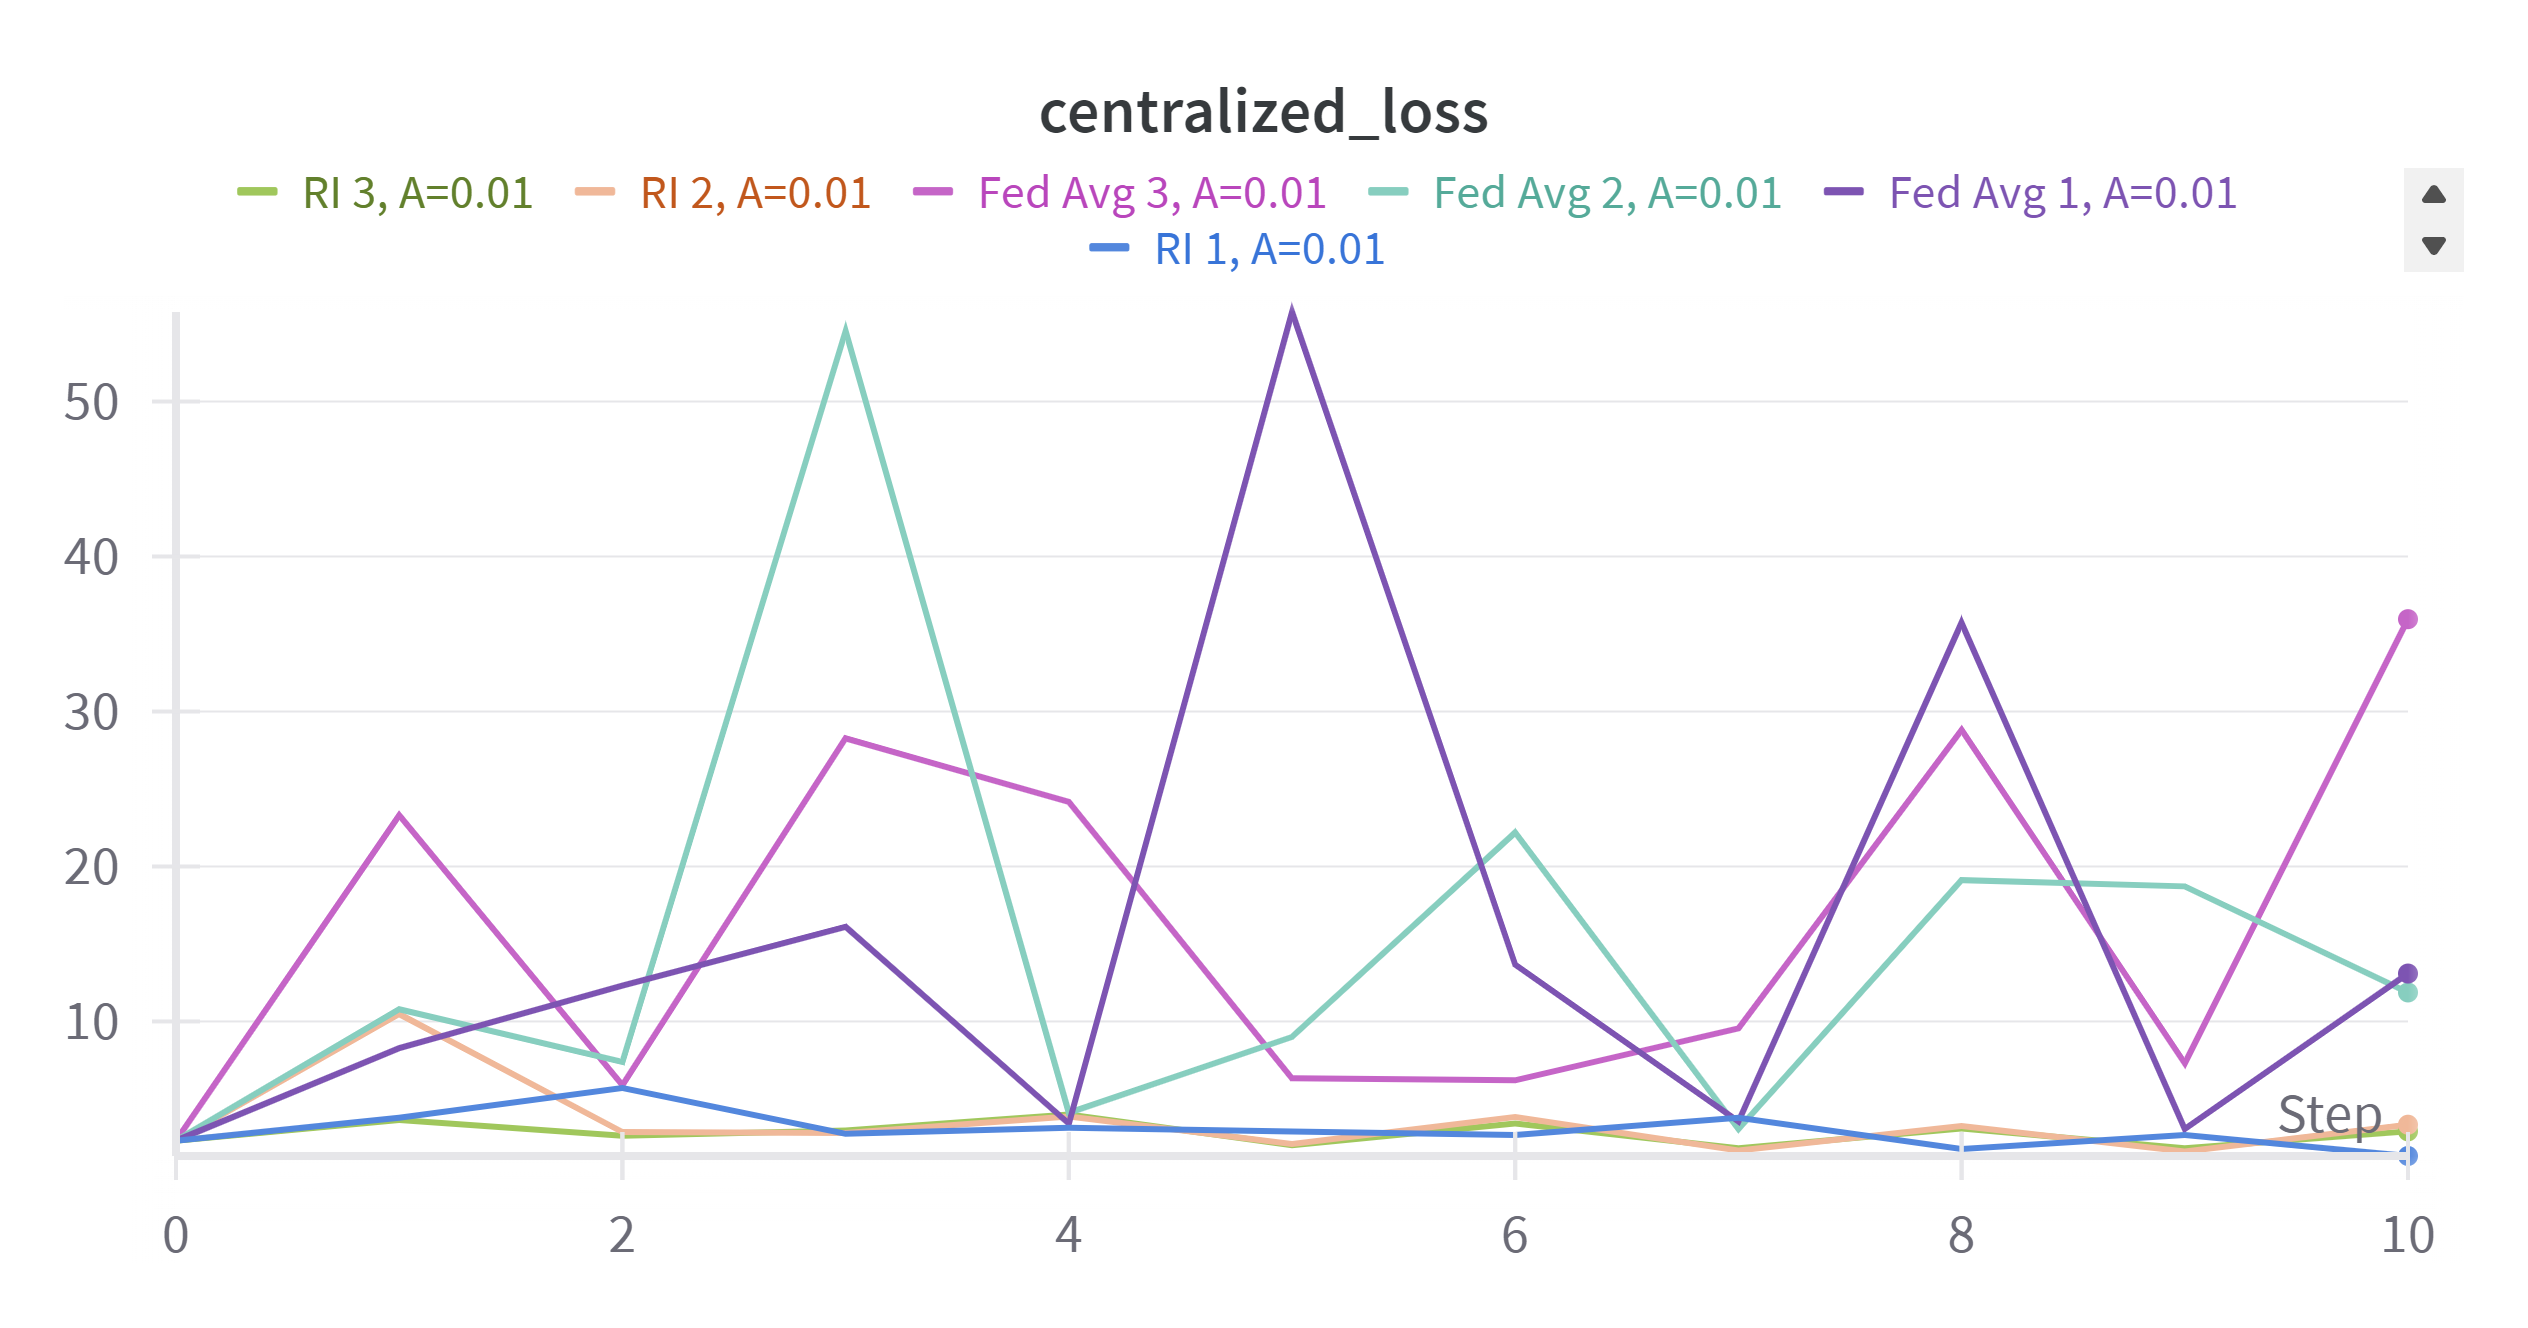 centralized_loss
RI 3, A=0.01 RI 2, A=0.01 Fed Avg 3, A=0.01 Fed Avg 2, A=0.01 Fed Avg 1, A=0.01
RI 1, A=0.01
50
40
30
20
10
Step
0 2 4 6 8 10